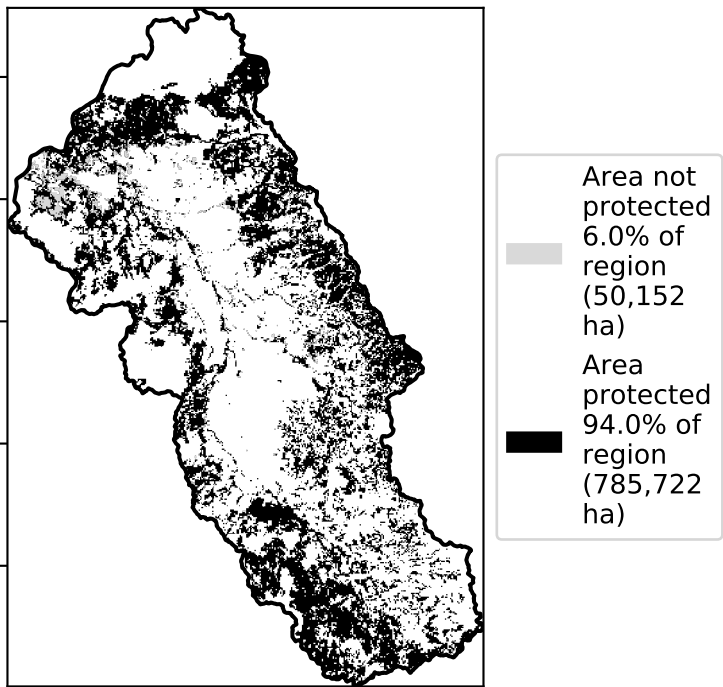 Area not
protected
6.0% of
region
(50,152
ha)
Area
protected
94.0% of
region
(785,722
ha)